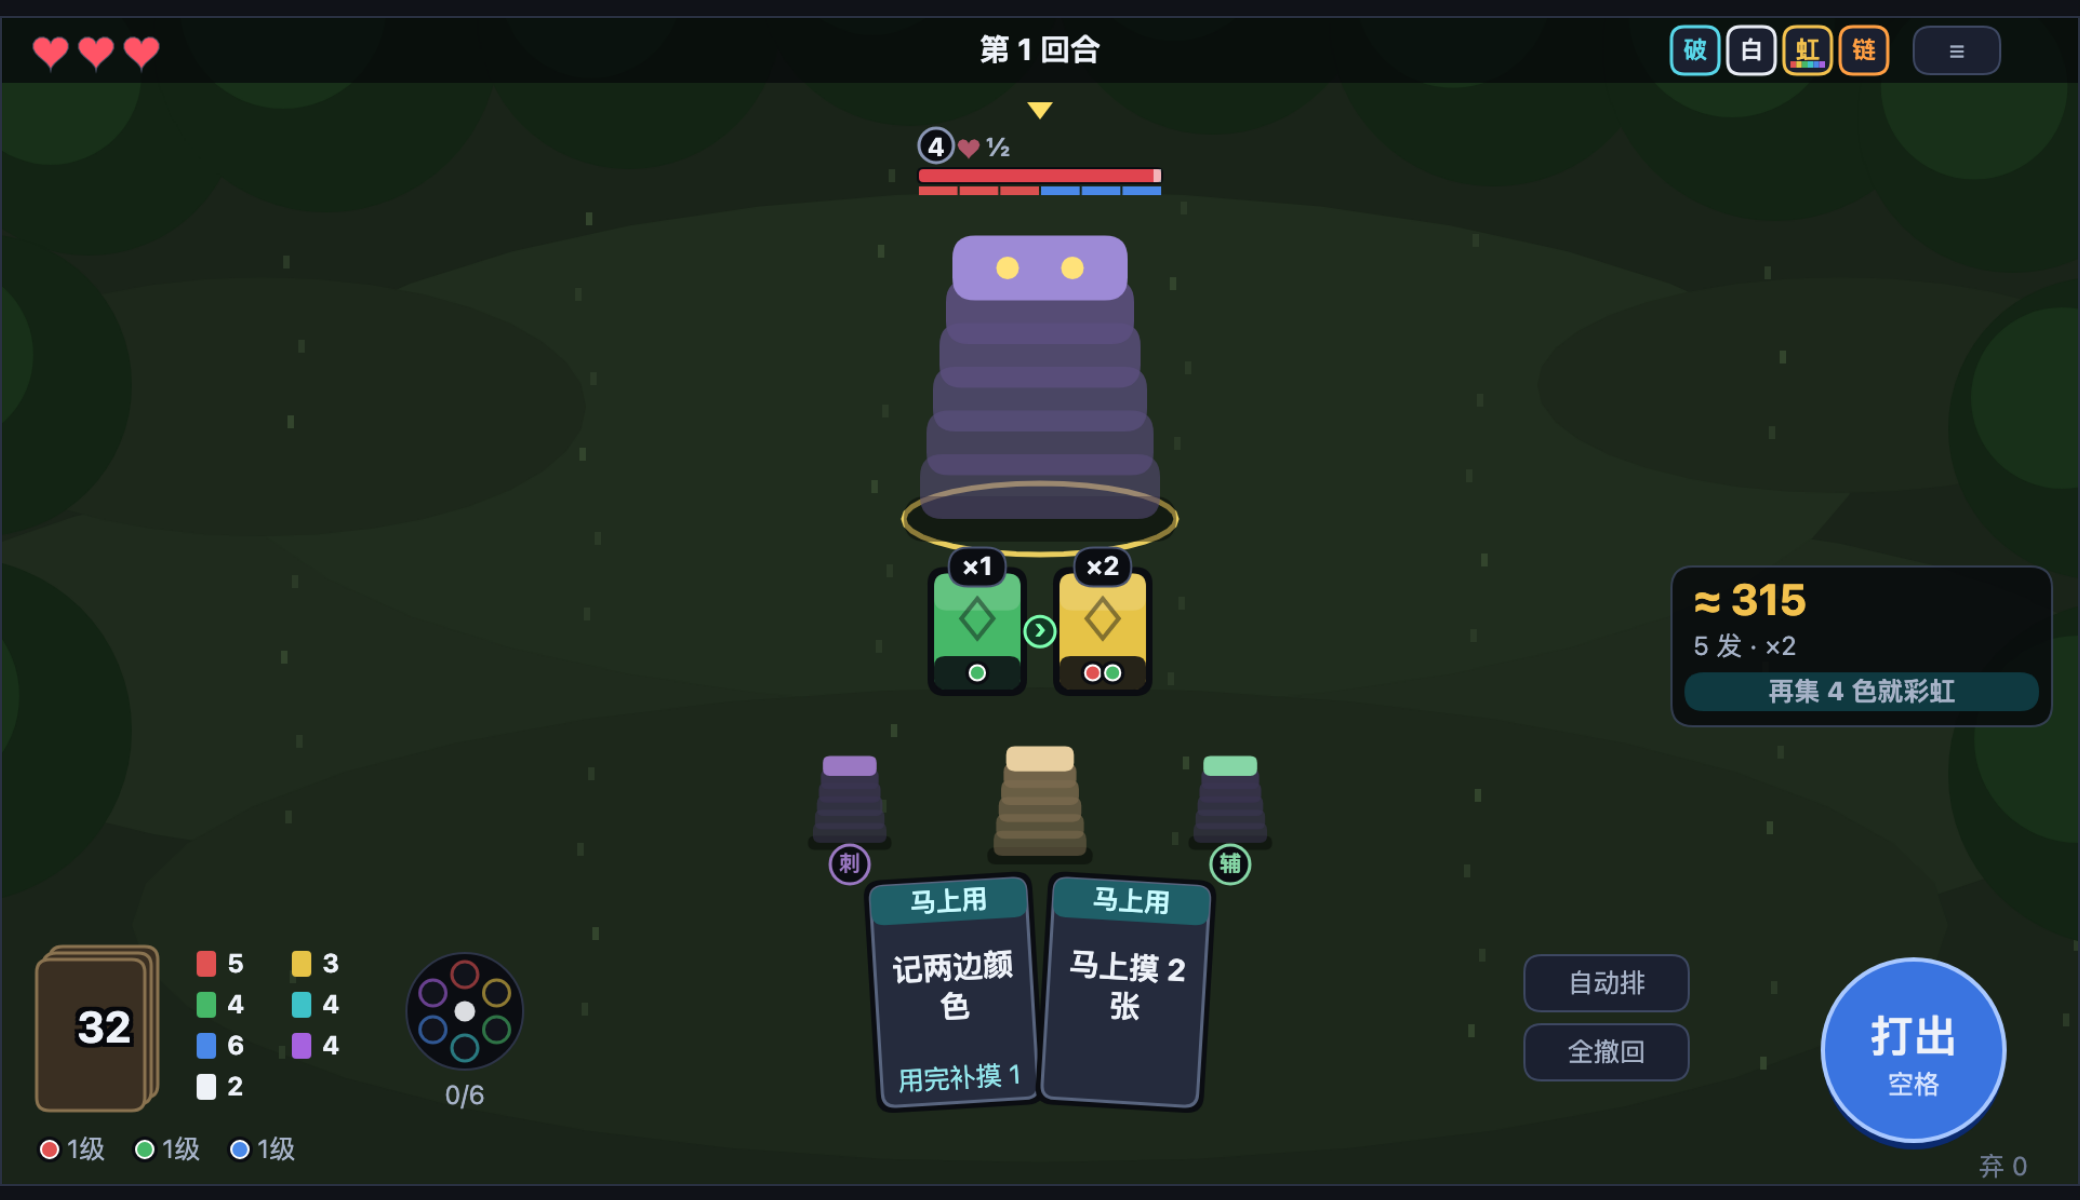 第 1 回合
破 白 虹 链 ≡
4 ½
×1 ×2
≈ 315
5 发 · ×2
再集 4 色就彩虹
刺
辅
马上用
记两边颜
色
用完补摸 1
马上用
马上摸 2
张
32
5 3
4 4
6 4
2
0/6
1级 1级 1级
自动排
全撤回
打出
空格
弃 0